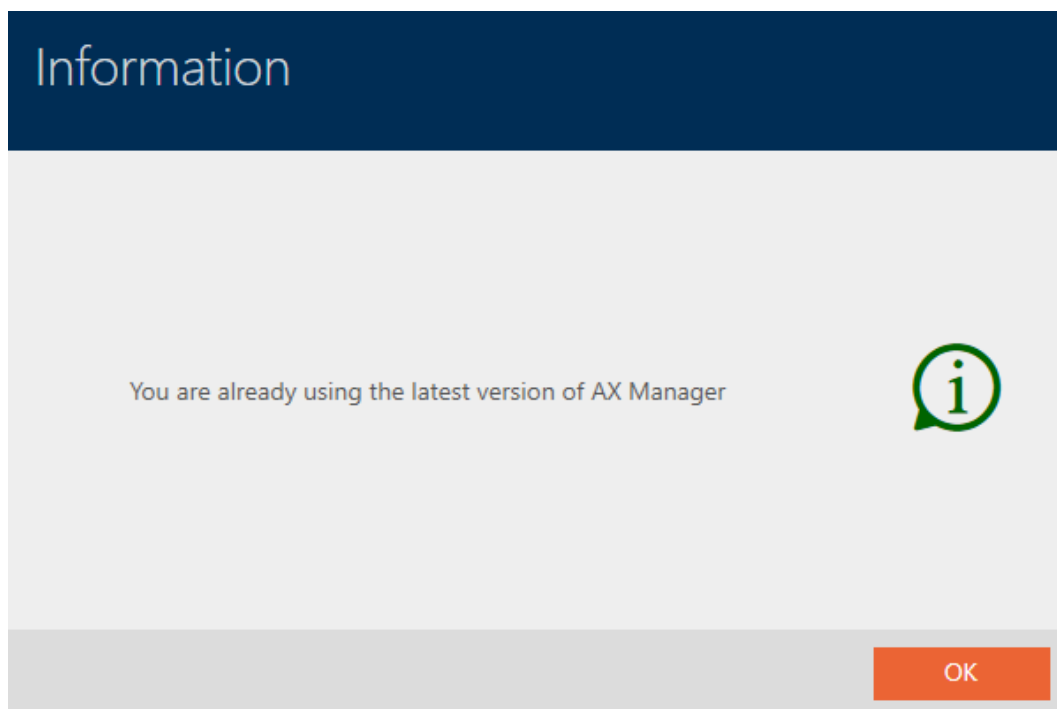 Information
You are already using the latest version of AX Manager
i
OK